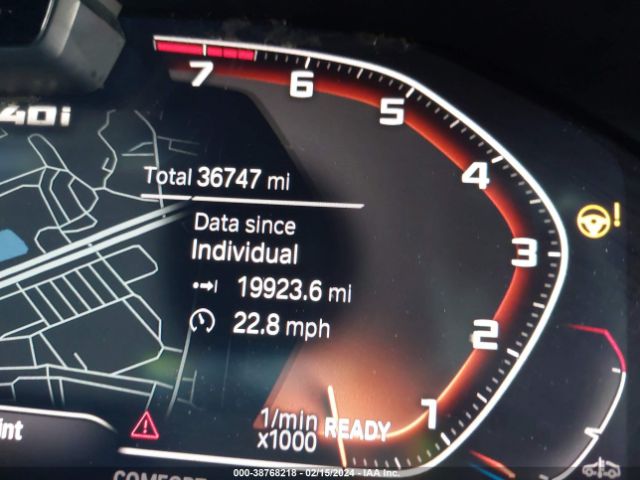 7
6
5
40i
4
Total 36747 mi
Data since
Individual
3
19923.6 mi
22.8 mph
2
1
1/min
READY
x1000
COMFORT
000-38768218 - 02/15/2024 - IAA Inc.